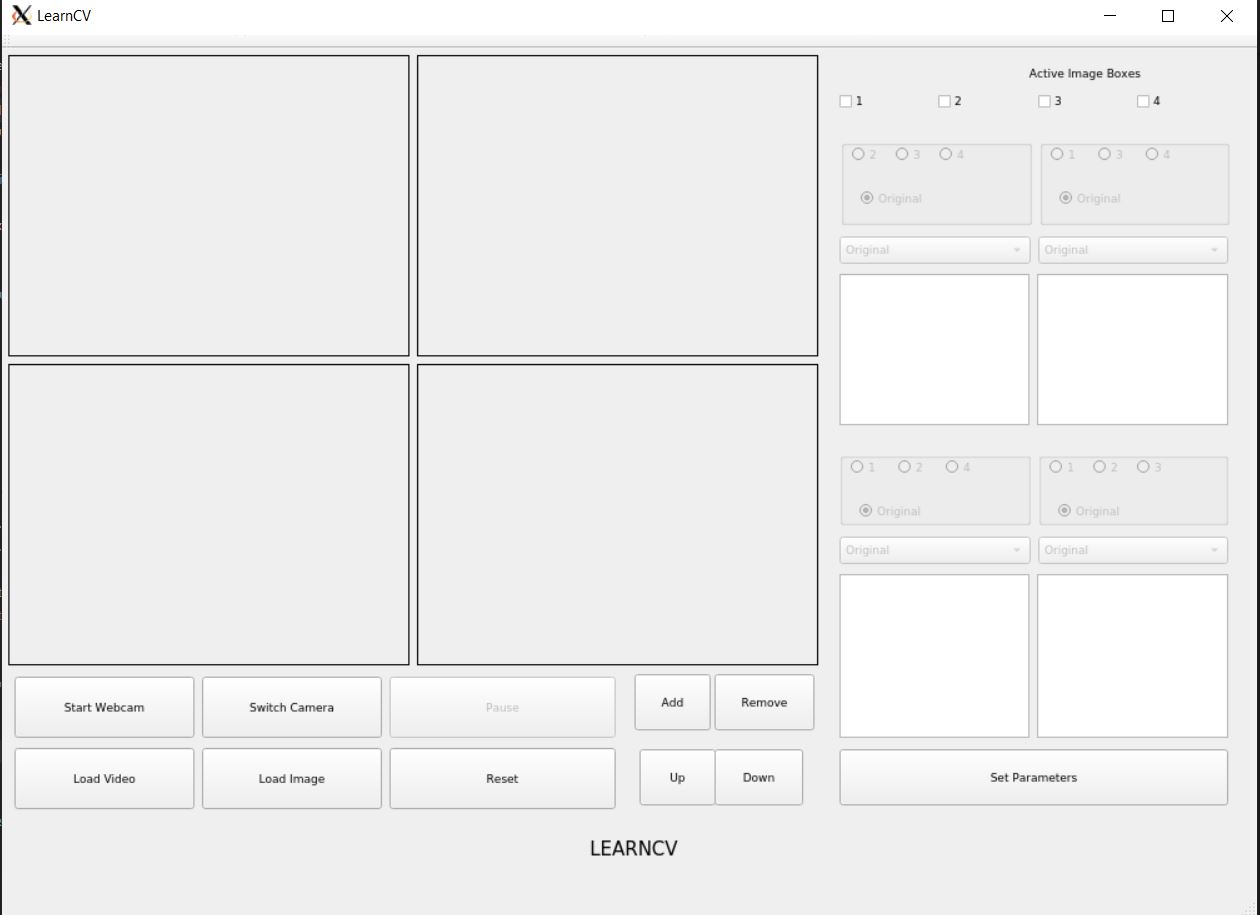 LearnCV
Active Image Boxes
1 2 3 4
2 3 4
Original
1 3 4
Original
Original
Original
1 2 4
Original
1 2 3
Original
Original
Original
Start Webcam
Switch Camera
Pause
Add
Remove
Load Video
Load Image
Reset
Up
Down
Set Parameters
LEARNCV